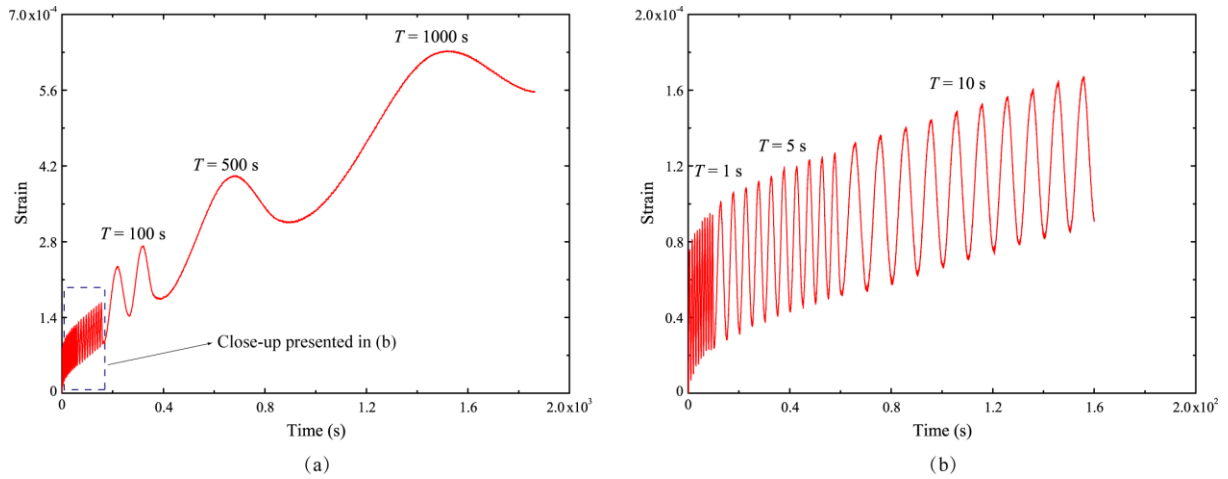 7.0x10⁻⁴
5.6
4.2
2.8
1.4
0
Strain
T = 1000 s
T = 500 s
T = 100 s
Close-up presented in (b)
0 0.4 0.8 1.2 1.6 2.0x10³
Time (s)
(a)
2.0x10⁻⁴
1.6
1.2
0.8
0.4
0
Strain
T = 10 s
T = 5 s
T = 1 s
0 0.4 0.8 1.2 1.6 2.0x10²
Time (s)
(b)